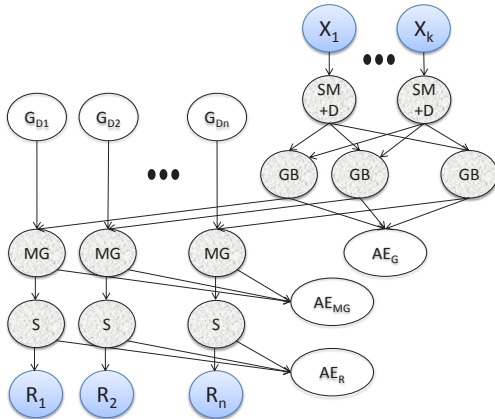 X1 ••• Xk
SM
+D
SM
+D
GD1 GD2 ••• GDn
GB GB GB
MG MG MG AEG
AEMG
S S S
AER
R1 R2 Rn